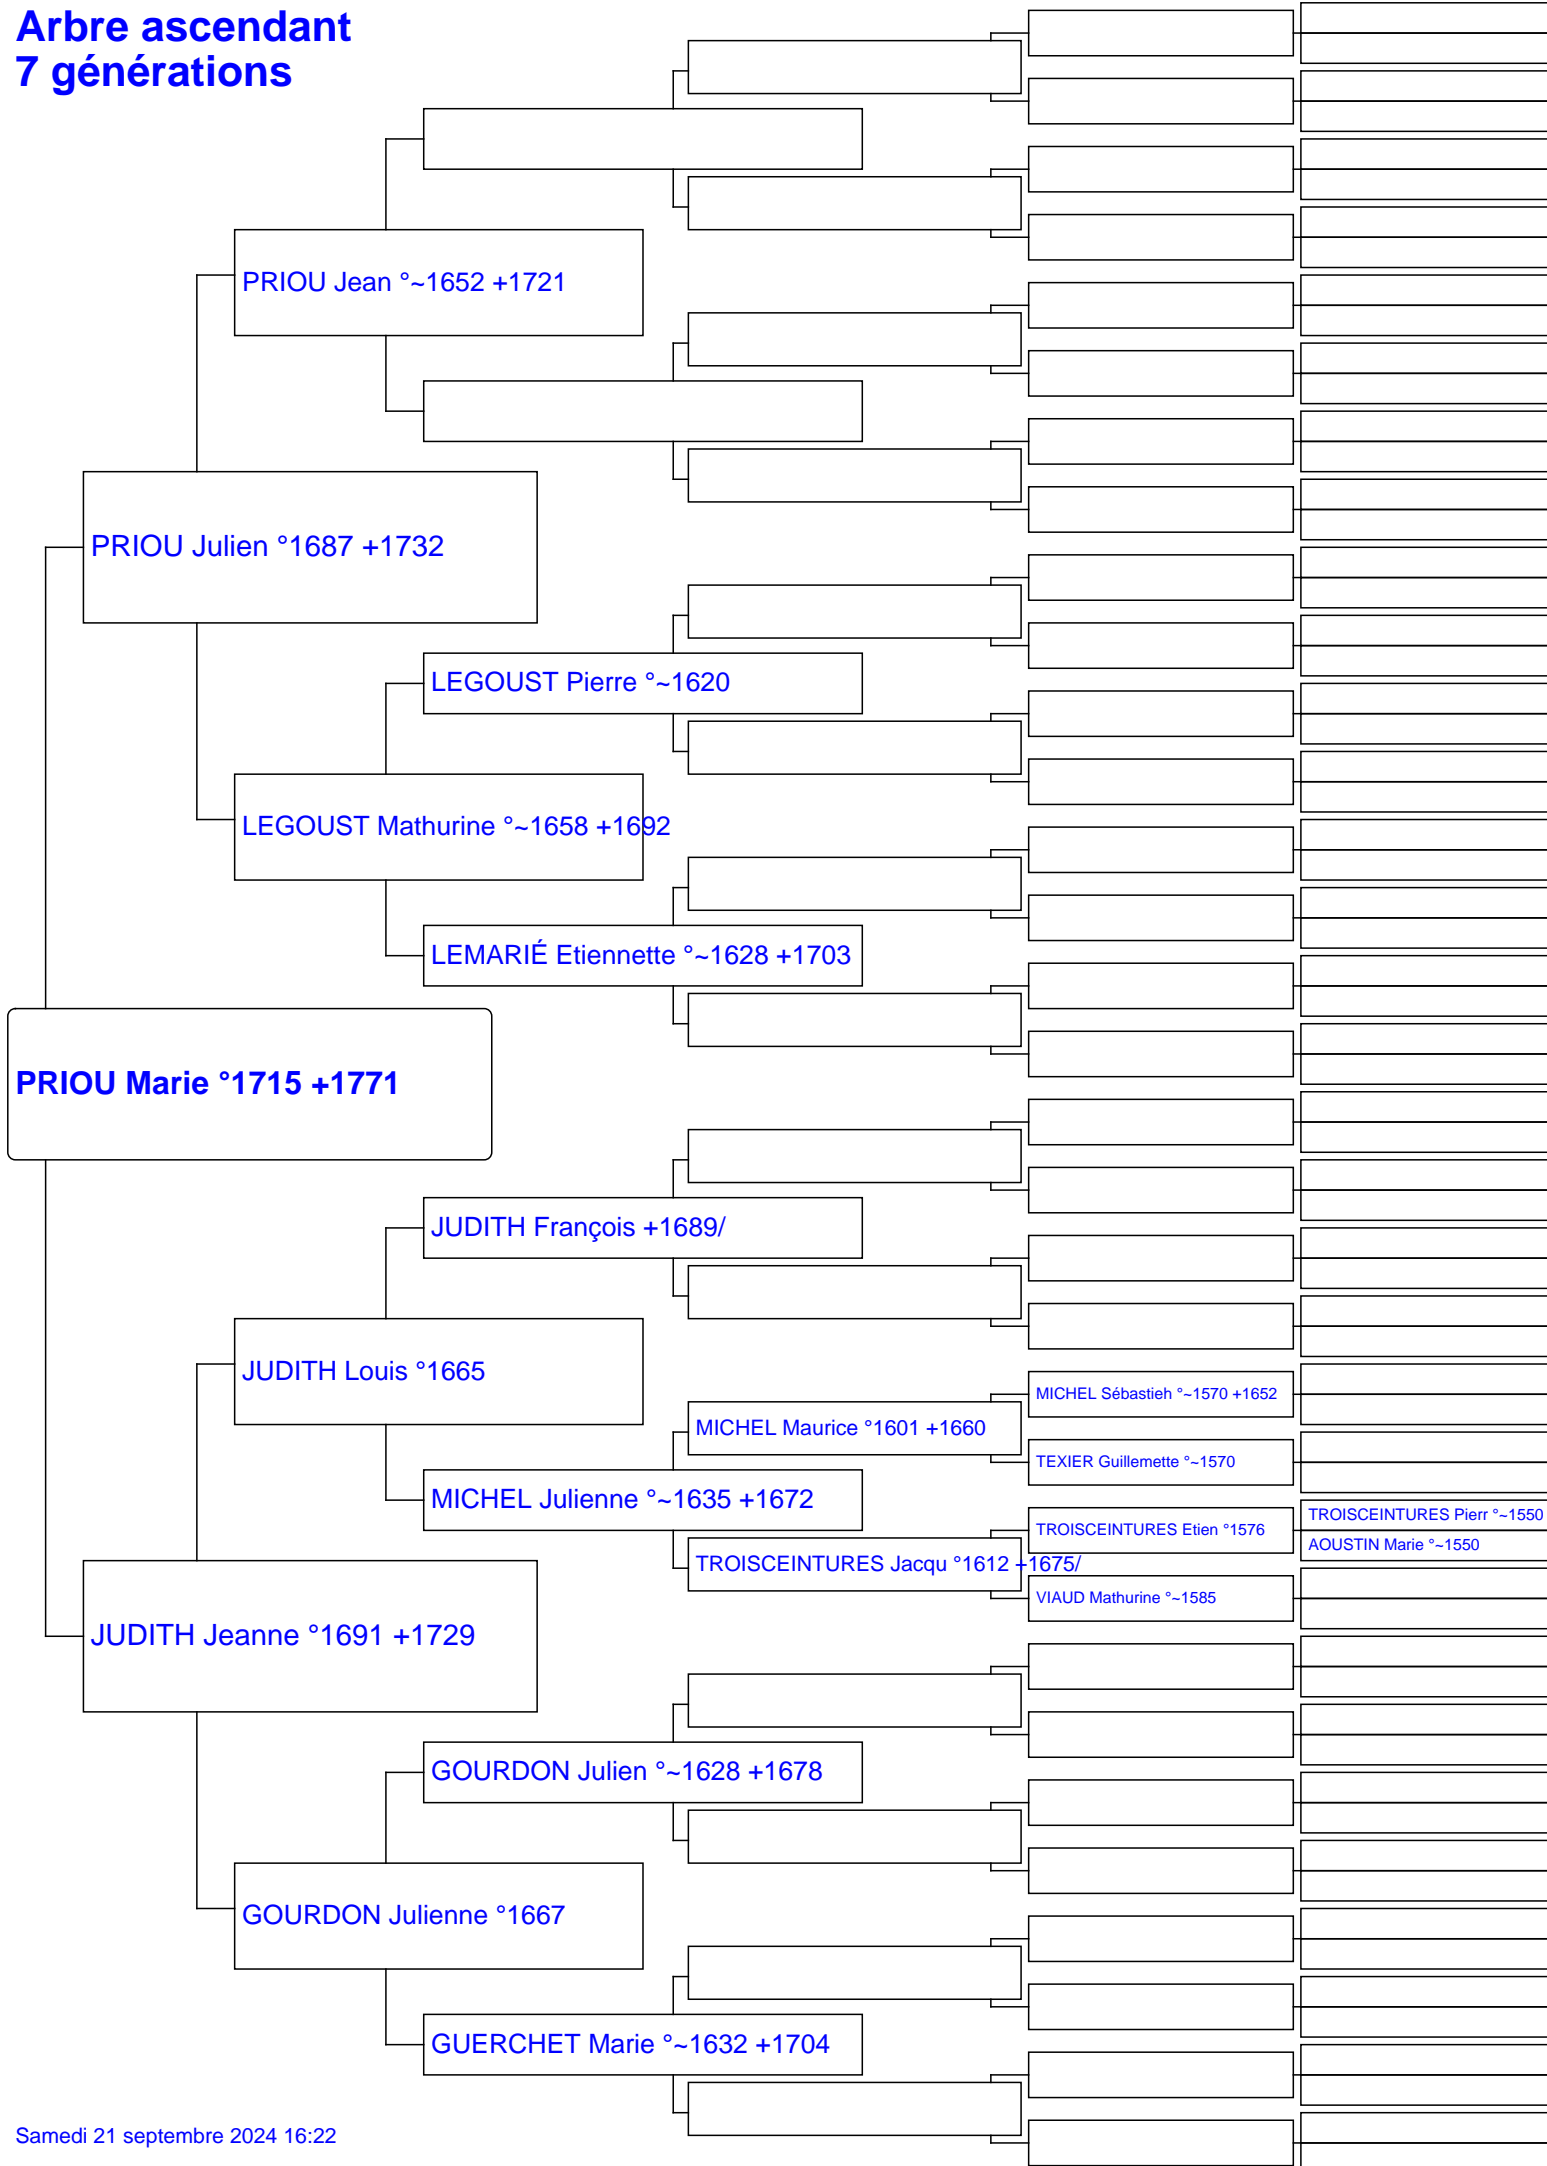 Arbre ascendant
7 générations
PRIOU Jean °~1652 +1721
PRIOU Julien °1687 +1732
LEGOUST Pierre °~1620
LEGOUST Mathurine °~1658 +1692
LEMARIÉ Etiennette °~1628 +1703
PRIOU Marie °1715 +1771
JUDITH François +1689/
JUDITH Louis °1665
MICHEL Sébastieh °~1570 +1652
MICHEL Maurice °1601 +1660
TEXIER Guillemette °~1570
MICHEL Julienne °~1635 +1672
TROISCEINTURES Pierr °~1550
TROISCEINTURES Etien °1576
AOUSTIN Marie °~1550
TROISCEINTURES Jacqu °1612 +1675/
VIAUD Mathurine °~1585
JUDITH Jeanne °1691 +1729
GOURDON Julien °~1628 +1678
GOURDON Julienne °1667
GUERCHET Marie °~1632 +1704
Samedi 21 septembre 2024 16:22